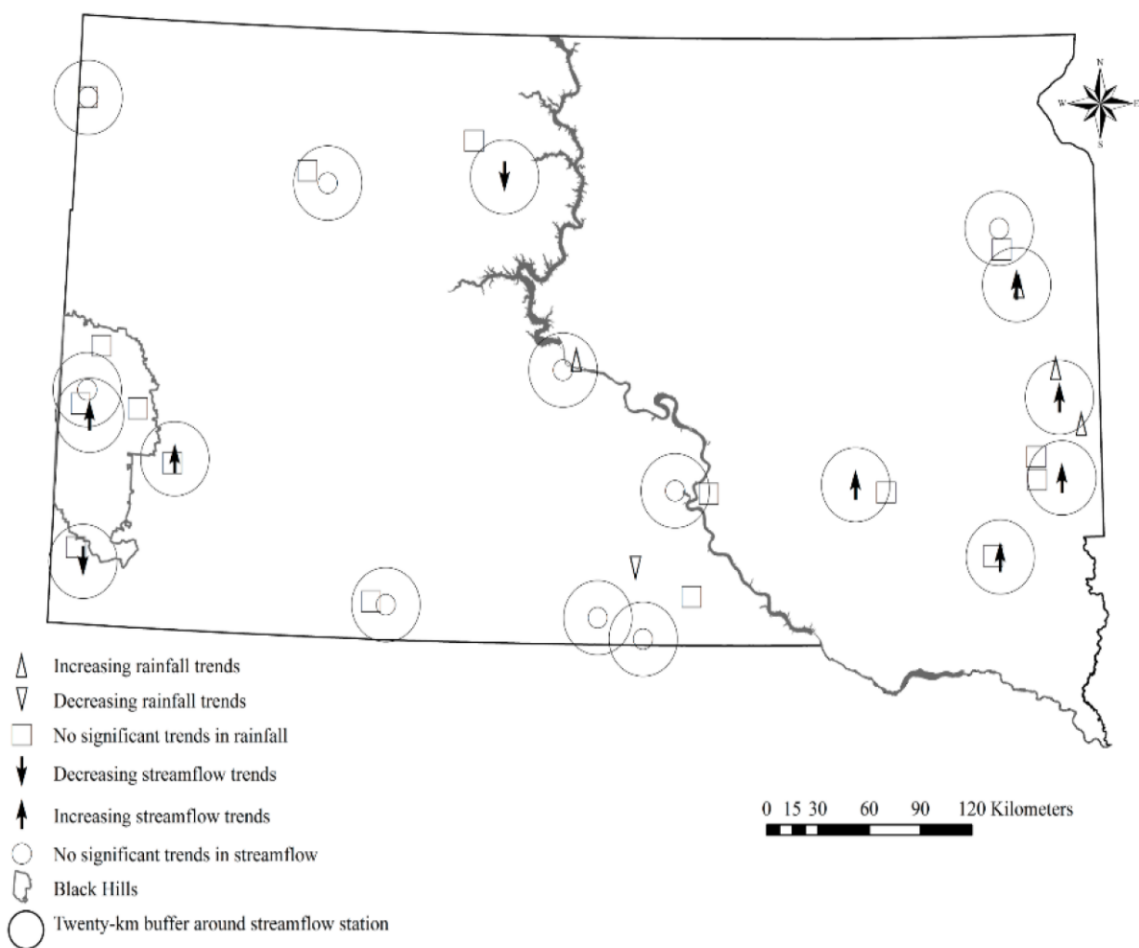 N
W E
S
Increasing rainfall trends
Decreasing rainfall trends
No significant trends in rainfall
Decreasing streamflow trends
Increasing streamflow trends
No significant trends in streamflow
Black Hills
Twenty-km buffer around streamflow station
0 15 30 60 90 120 Kilometers